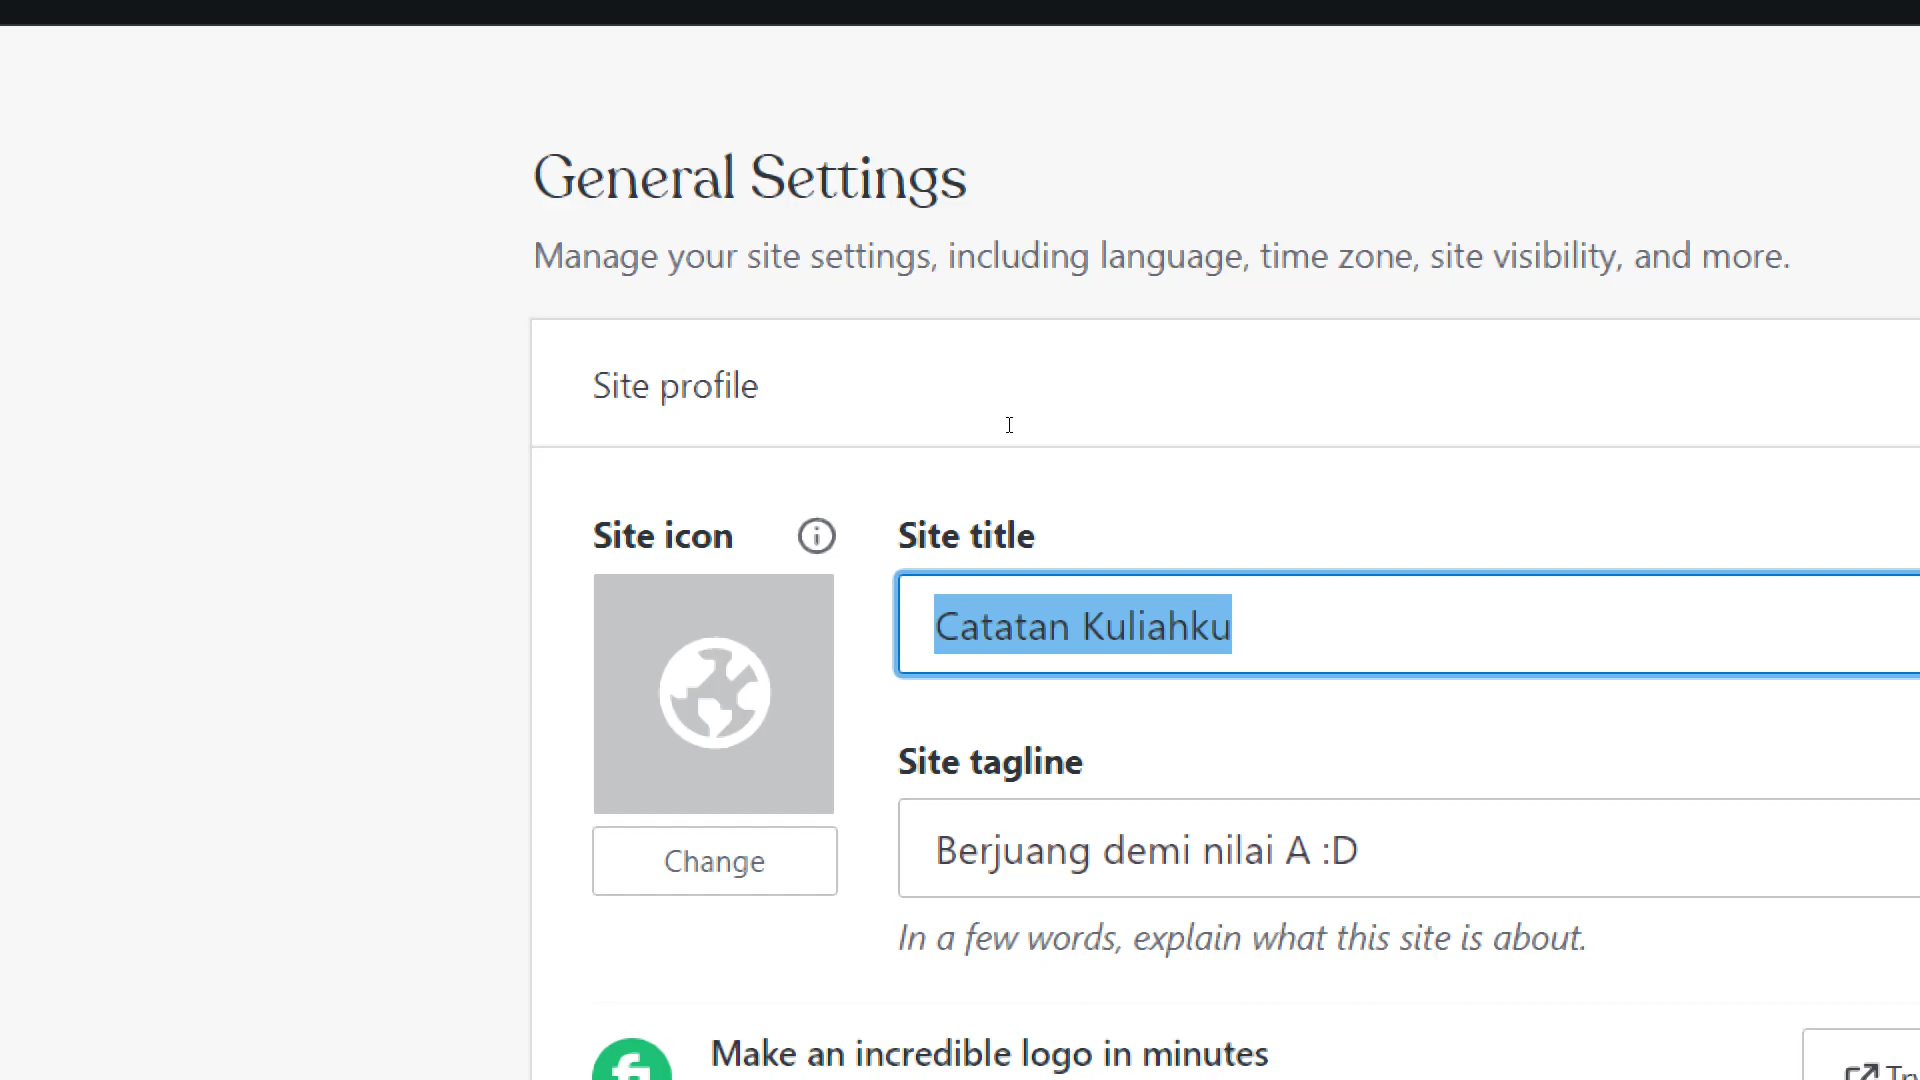 General Settings
Manage your site settings, including language, time zone, site visibility, and more.
Site profile
Site icon
Site title
Catatan Kuliahku
Site tagline
Berjuang demi nilai A :D
Change
In a few words, explain what this site is about.
Make an incredible logo in minutes